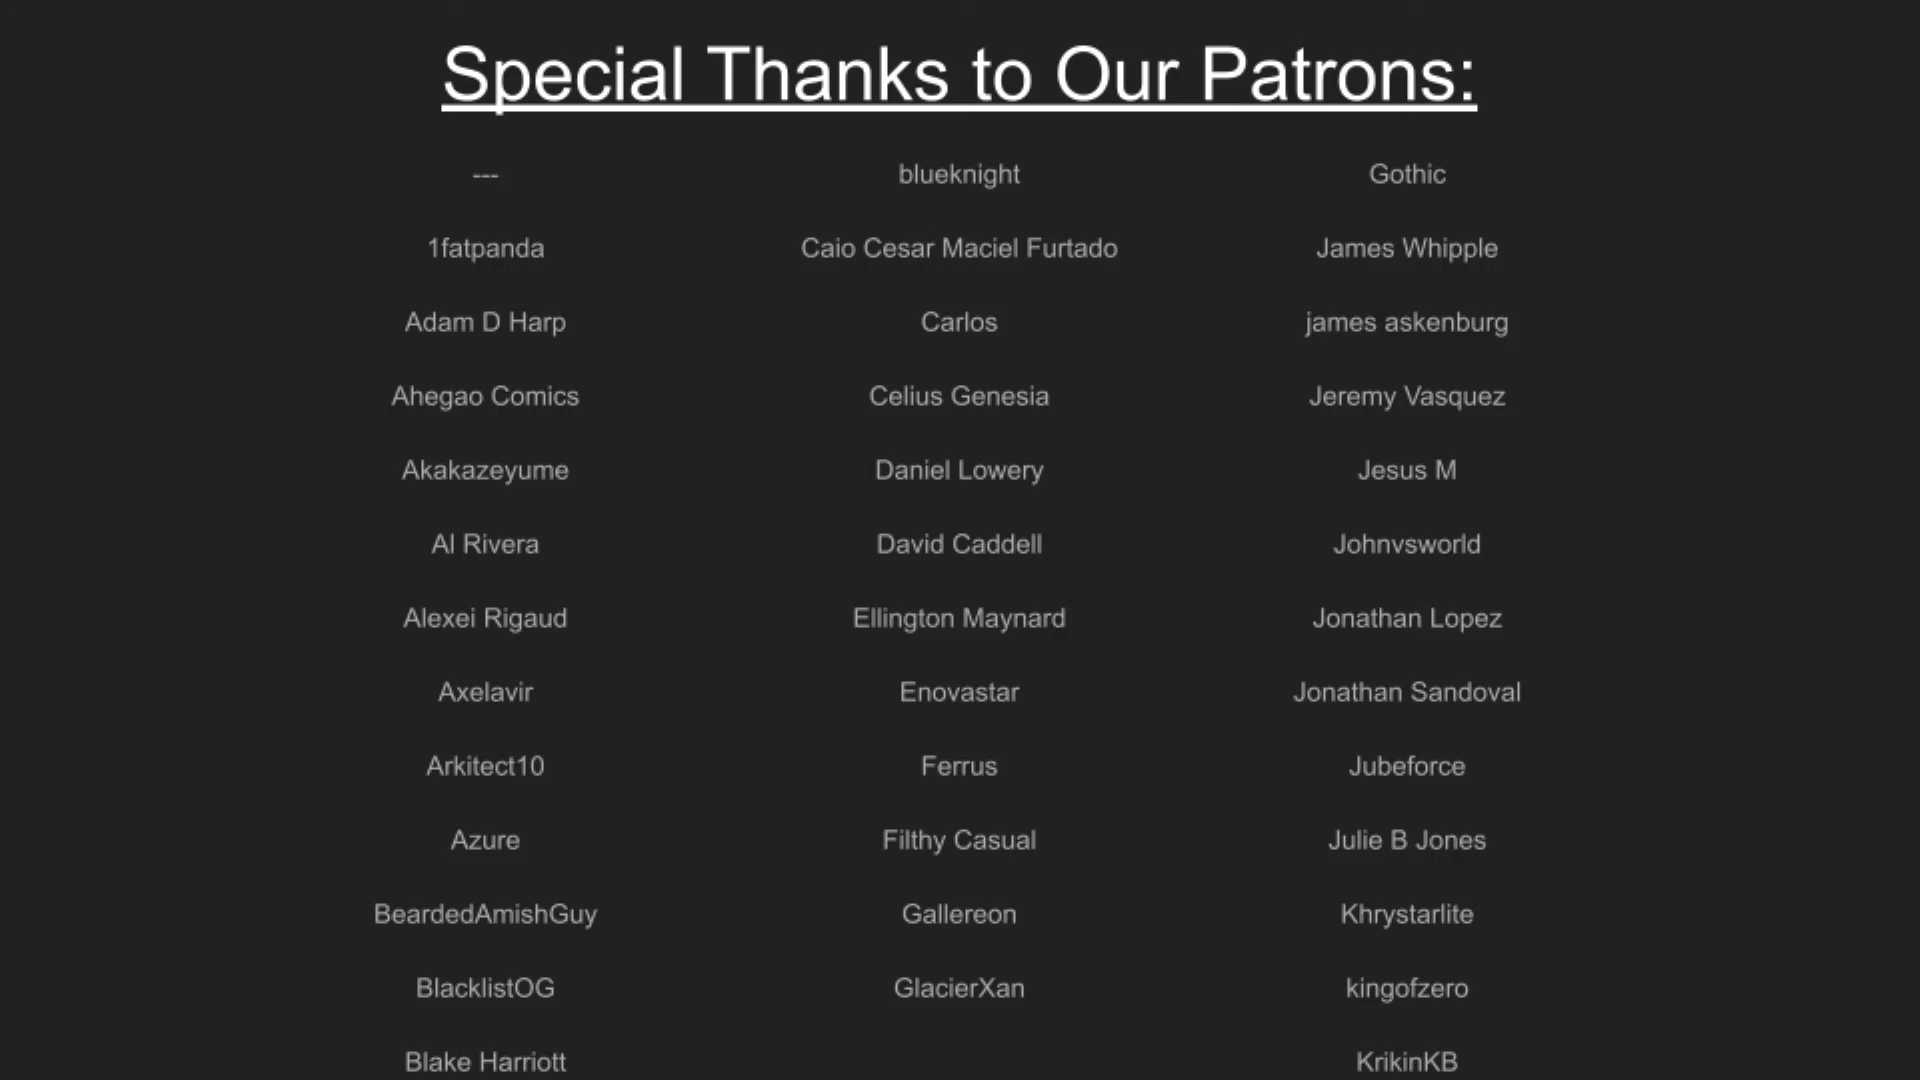 Special Thanks to Our Patrons:
---
1fatpanda
Adam D Harp
Ahegao Comics
Akakazeyume
Al Rivera
Alexei Rigaud
Axelavir
Arkitect10
Azure
BeardedAmishGuy
BlacklistOG
Blake Harriott
blueknight
Caio Cesar Maciel Furtado
Carlos
Celius Genesia
Daniel Lowery
David Caddell
Ellington Maynard
Enovastar
Ferrus
Filthy Casual
Gallereon
GlacierXan
Gothic
James Whipple
james askenburg
Jeremy Vasquez
Jesus M
Johnvsworld
Jonathan Lopez
Jonathan Sandoval
Jubeforce
Julie B Jones
Khrystarlite
kingofzero
KrikinKB